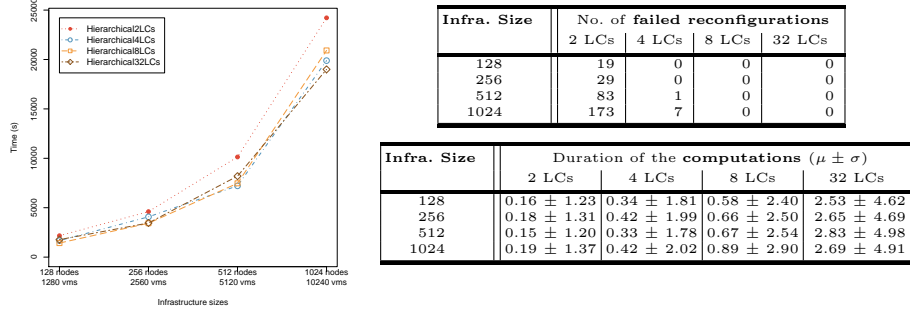 Time (s)
0
5000
10000
15000
20000
25000
Hierarchical2LCs
Hierarchical4LCs
Hierarchical8LCs
Hierarchical32LCs
128 nodes 256 nodes 512 nodes 1024 nodes
1280 vms 2560 vms 5120 vms 10240 vms
Infrastructure sizes
Infra. Size No. of failed reconfigurations
2 LCs 4 LCs 8 LCs 32 LCs
128 19 0 0 0
256 29 0 0 0
512 83 1 0 0
1024 173 7 0 0
Infra. Size Duration of the computations (μ ± σ)
2 LCs 4 LCs 8 LCs 32 LCs
128 0.16 ± 1.23 0.34 ± 1.81 0.58 ± 2.40 2.53 ± 4.62
256 0.18 ± 1.31 0.42 ± 1.99 0.66 ± 2.50 2.65 ± 4.69
512 0.15 ± 1.20 0.33 ± 1.78 0.67 ± 2.54 2.83 ± 4.98
1024 0.19 ± 1.37 0.42 ± 2.02 0.89 ± 2.90 2.69 ± 4.91